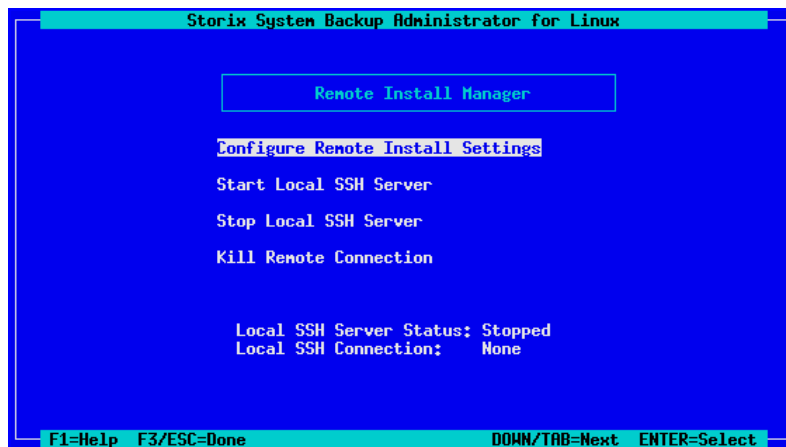 Storix System Backup Administrator for Linux
Remote Install Manager
Configure Remote Install Settings
Start Local SSH Server
Stop Local SSH Server
Kill Remote Connection
Local SSH Server Status: Stopped
Local SSH Connection: None
F1=Help F3/ESC=Done DOWN/TAB=Next ENTER=Select